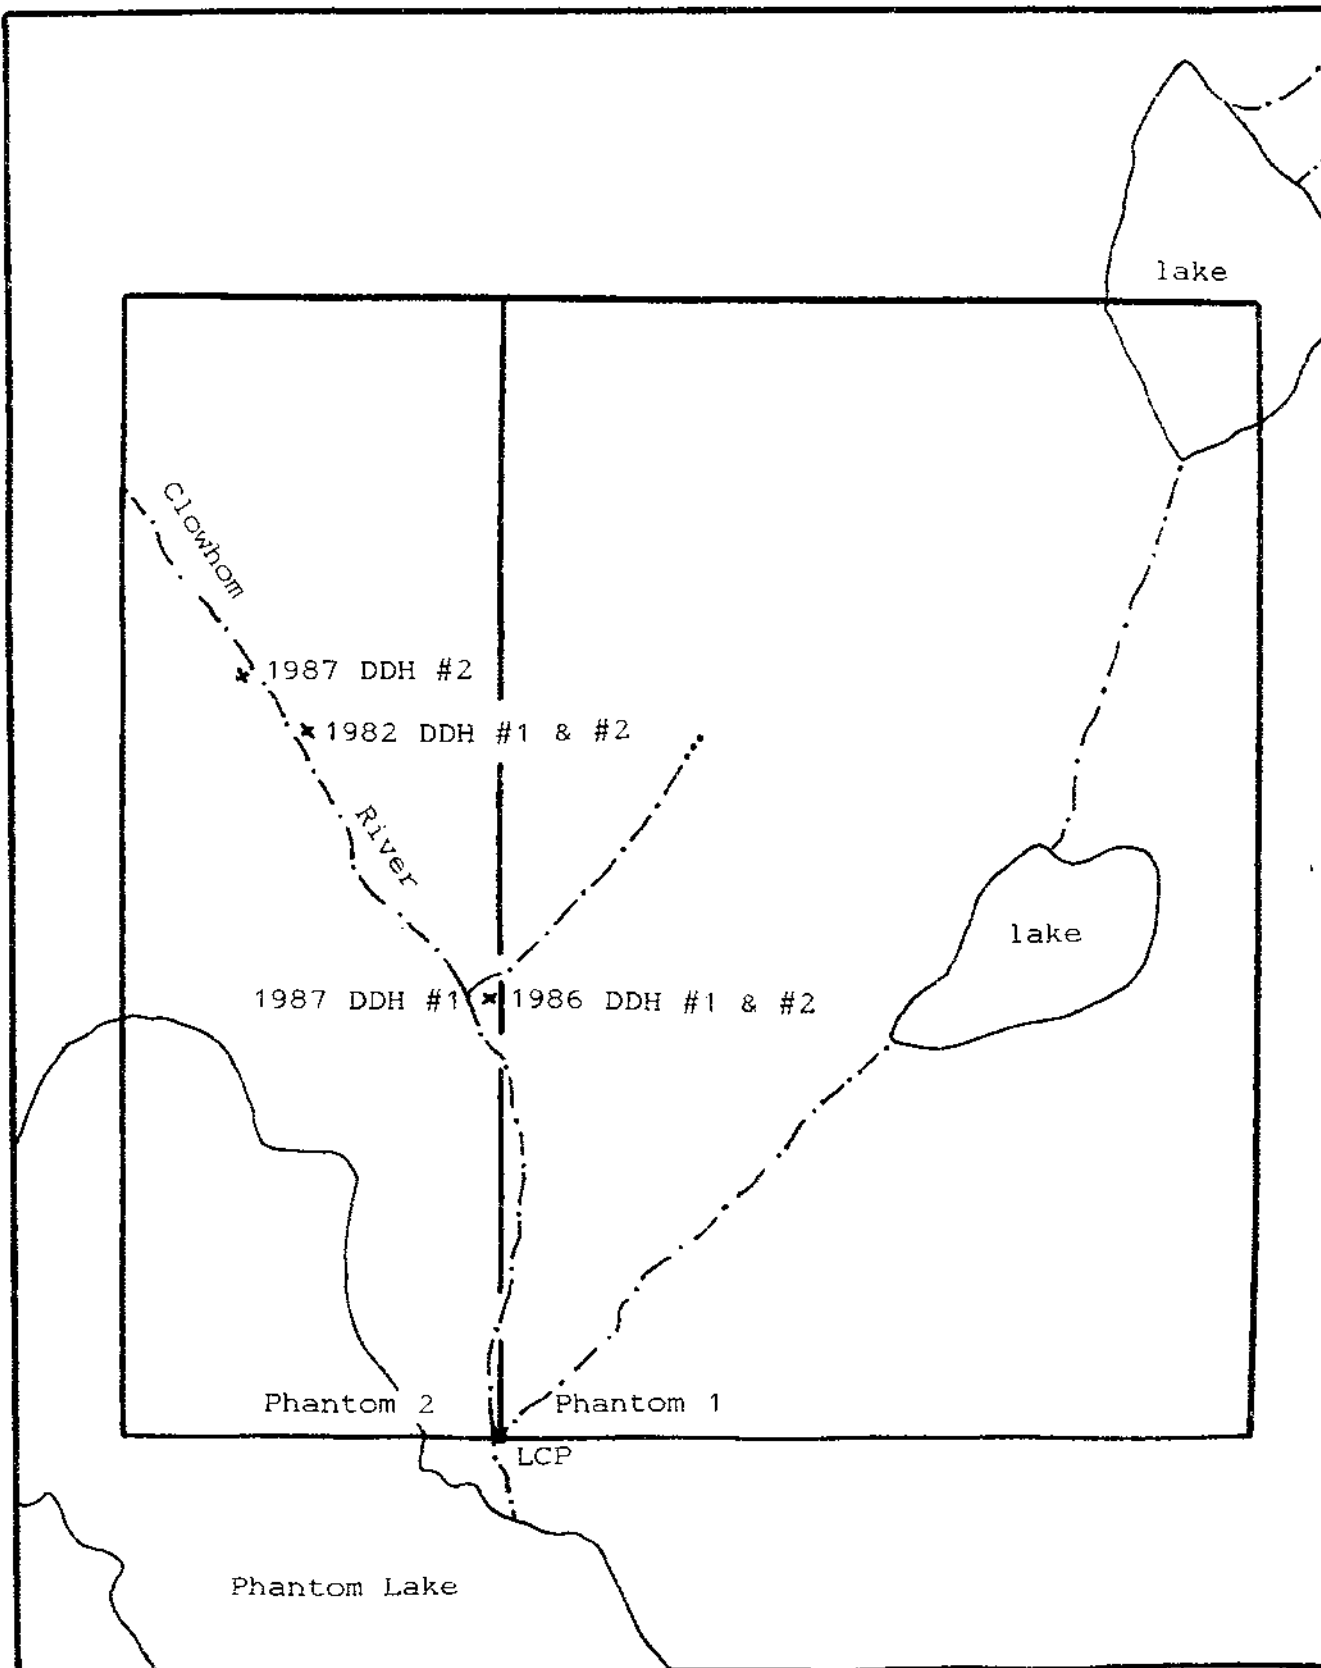 lake
Clowhom
1987 DDH #2
1982 DDH #1 & #2
River
lake
1987 DDH #1
1986 DDH #1 & #2
Phantom 2
Phantom 1
LCP
Phantom Lake